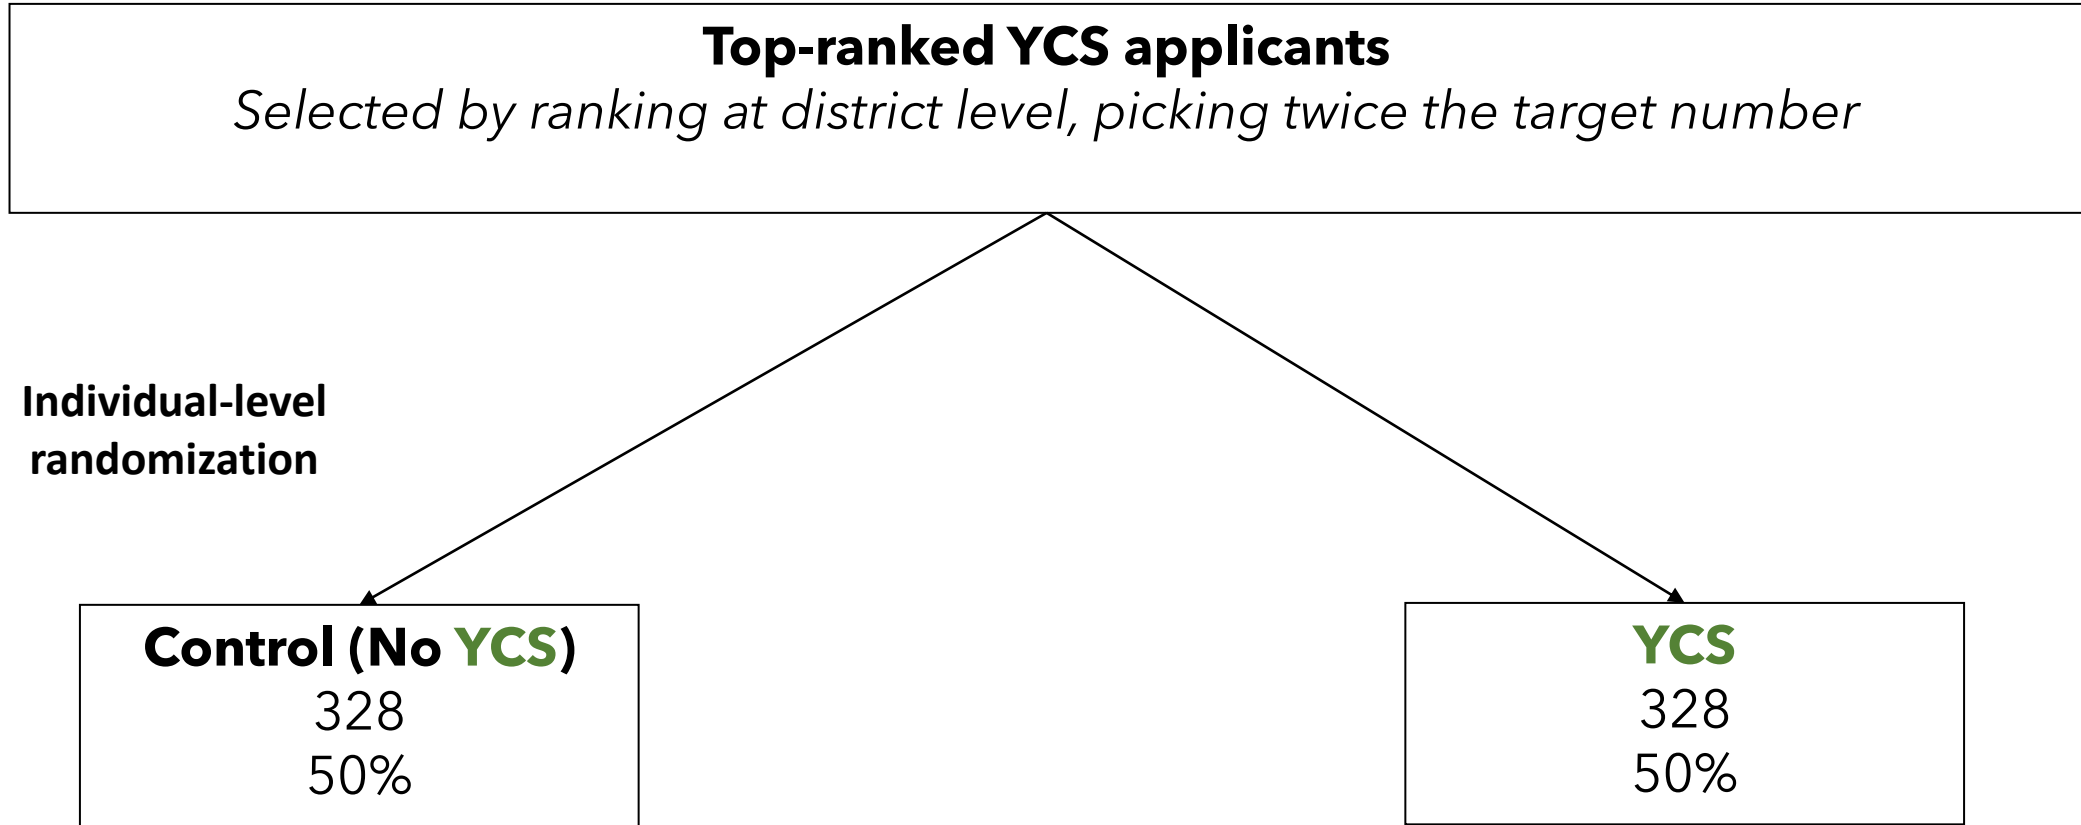 Top-ranked YCS applicants
Selected by ranking at district level, picking twice the target number
Individual-level
randomization
Control (No YCS)
328
50%
YCS
328
50%